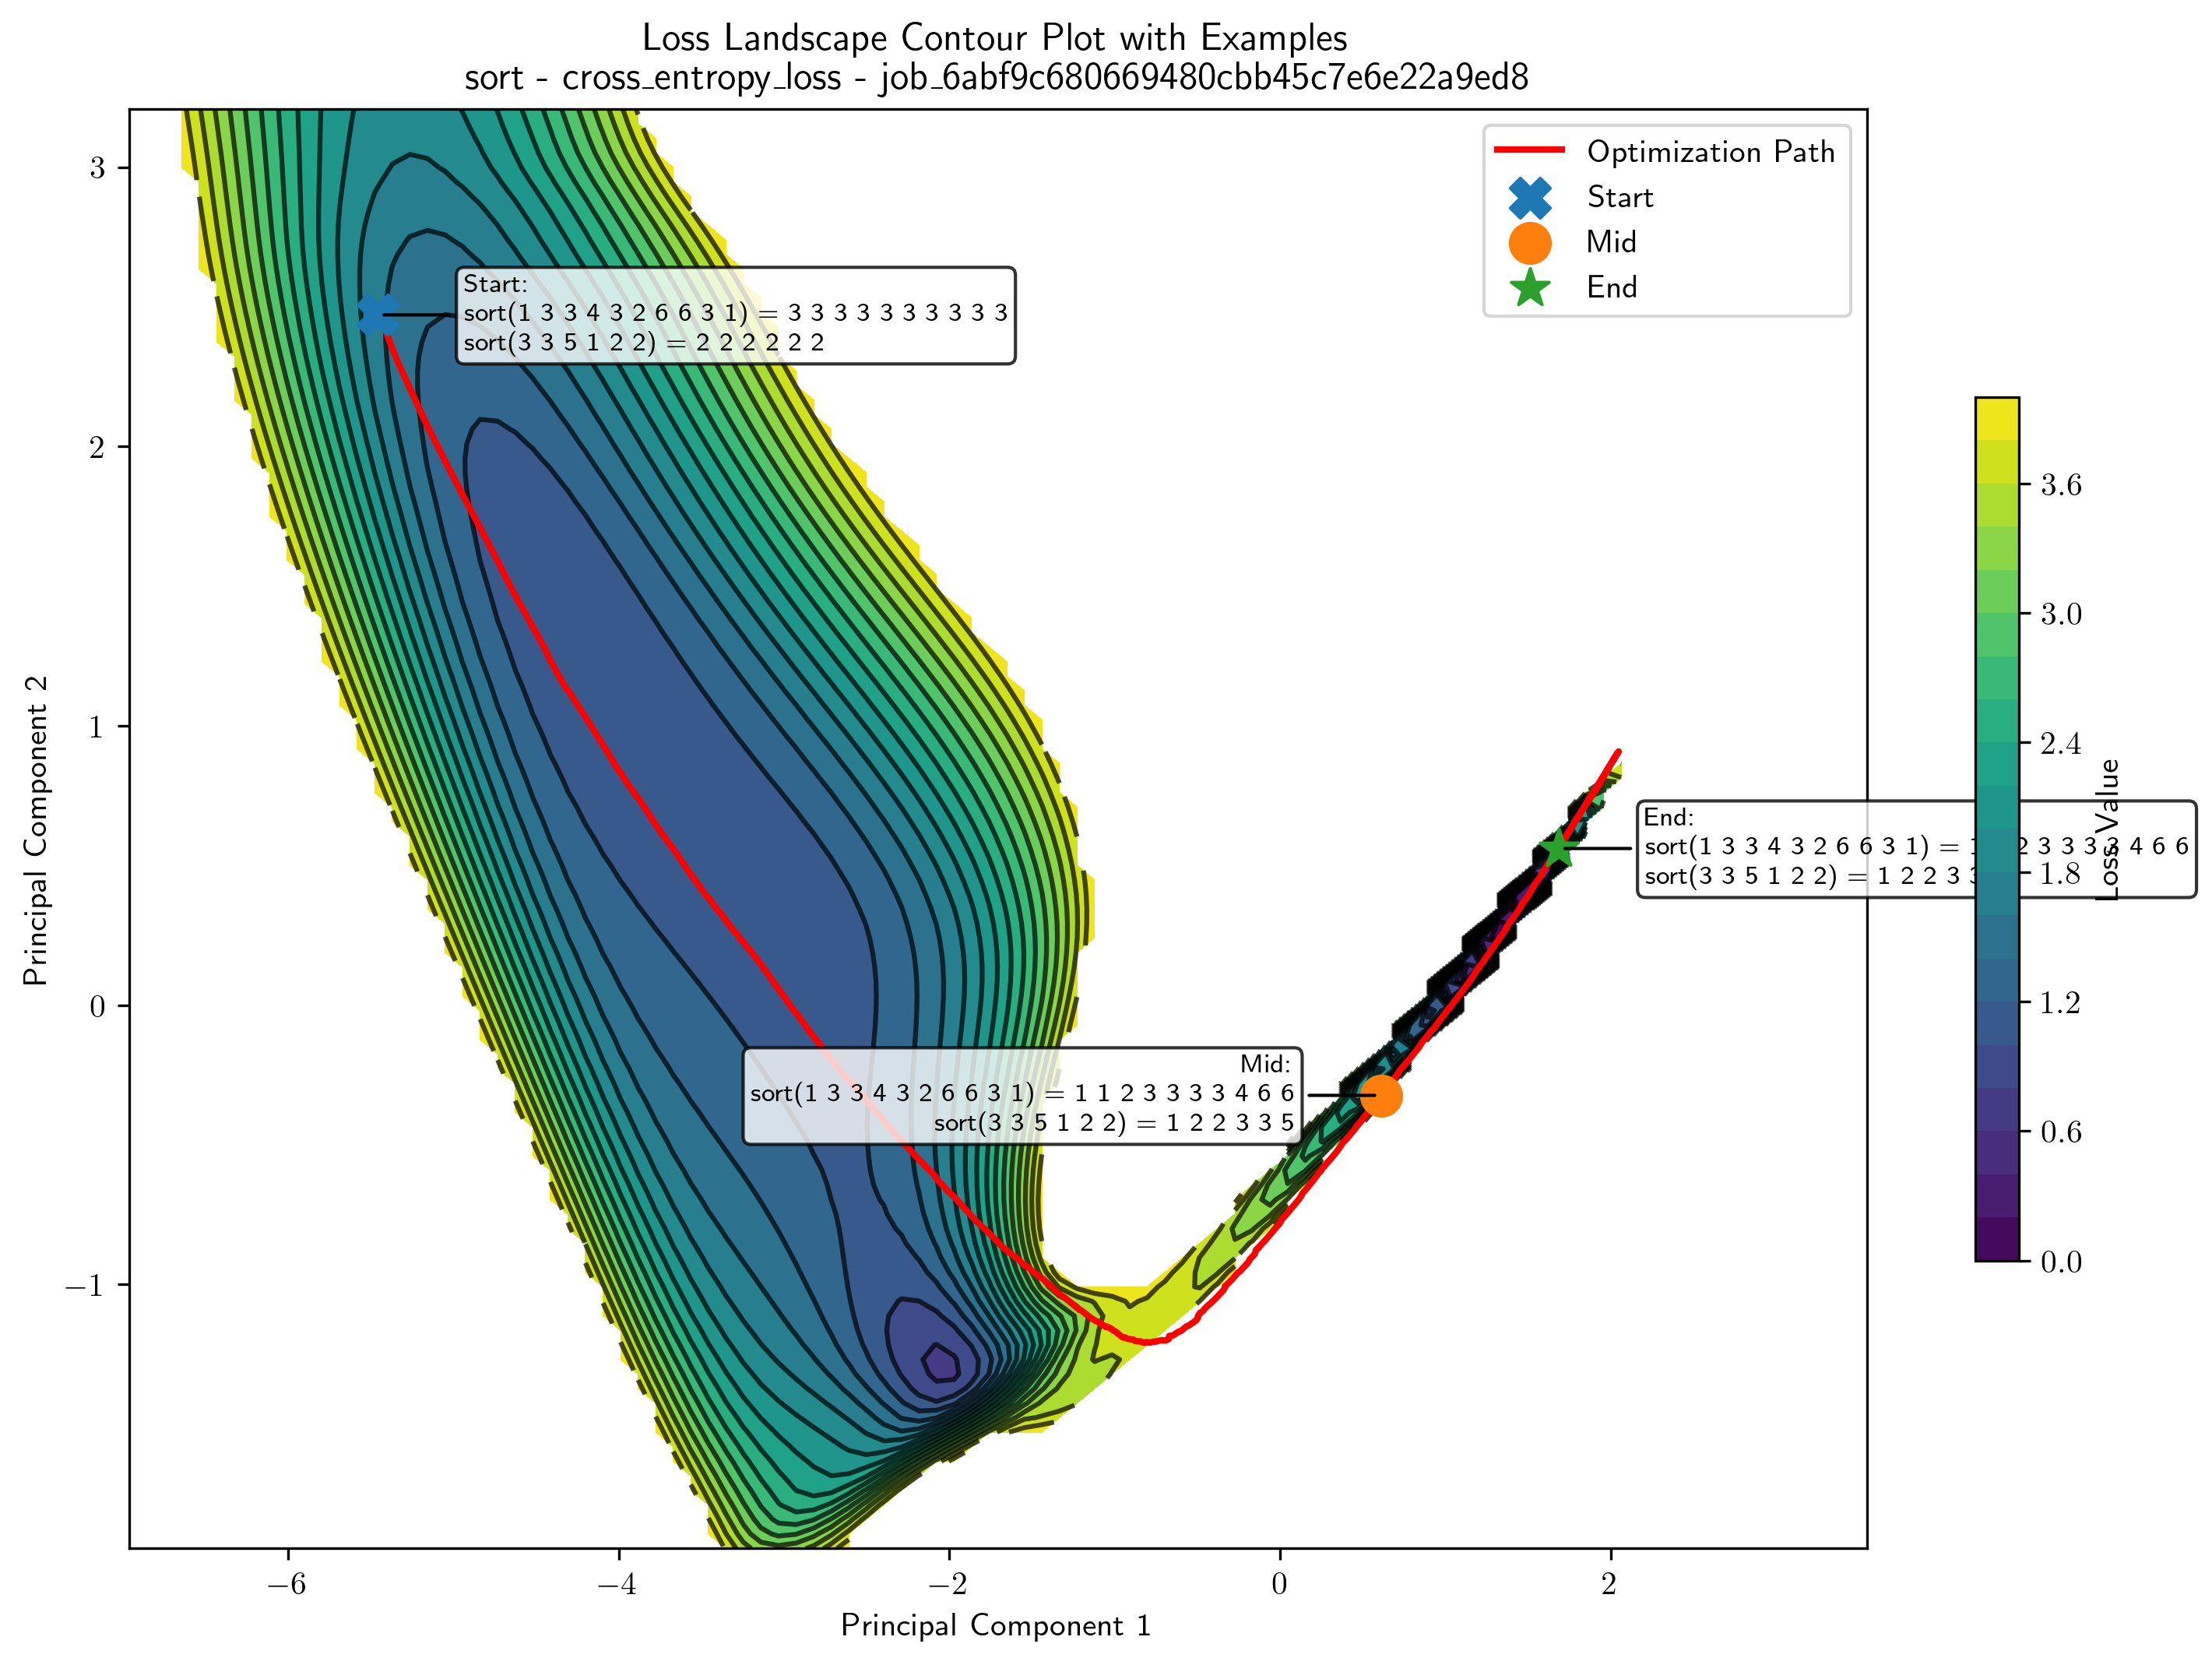 Loss Landscape Contour Plot with Examples
sort - cross_entropy_loss - job_6abf9c680669480cbb45c7e6e22a9ed8
Optimization Path
Start
Mid
End
Start:
sort(1 3 3 4 3 2 6 6 3 1) = 3 3 3 3 3 3 3 3 3 3
sort(3 3 5 1 2 2) = 2 2 2 2 2 2
Mid:
sort(1 3 3 4 3 2 6 6 3 1) = 1 1 2 3 3 3 3 4 6 6
sort(3 3 5 1 2 2) = 1 2 2 3 3 5
End:
sort(1 3 3 4 3 2 6 6 3 1) = 1 2 3 3 3 3 4 6 6
sort(3 3 5 1 2 2) = 1 2 2 3 3
3
2
1
0
−1
−6
−4
−2
0
2
Principal Component 1
Principal Component 2
3.6
3.0
2.4
1.8
1.2
0.6
0.0
Loss Value